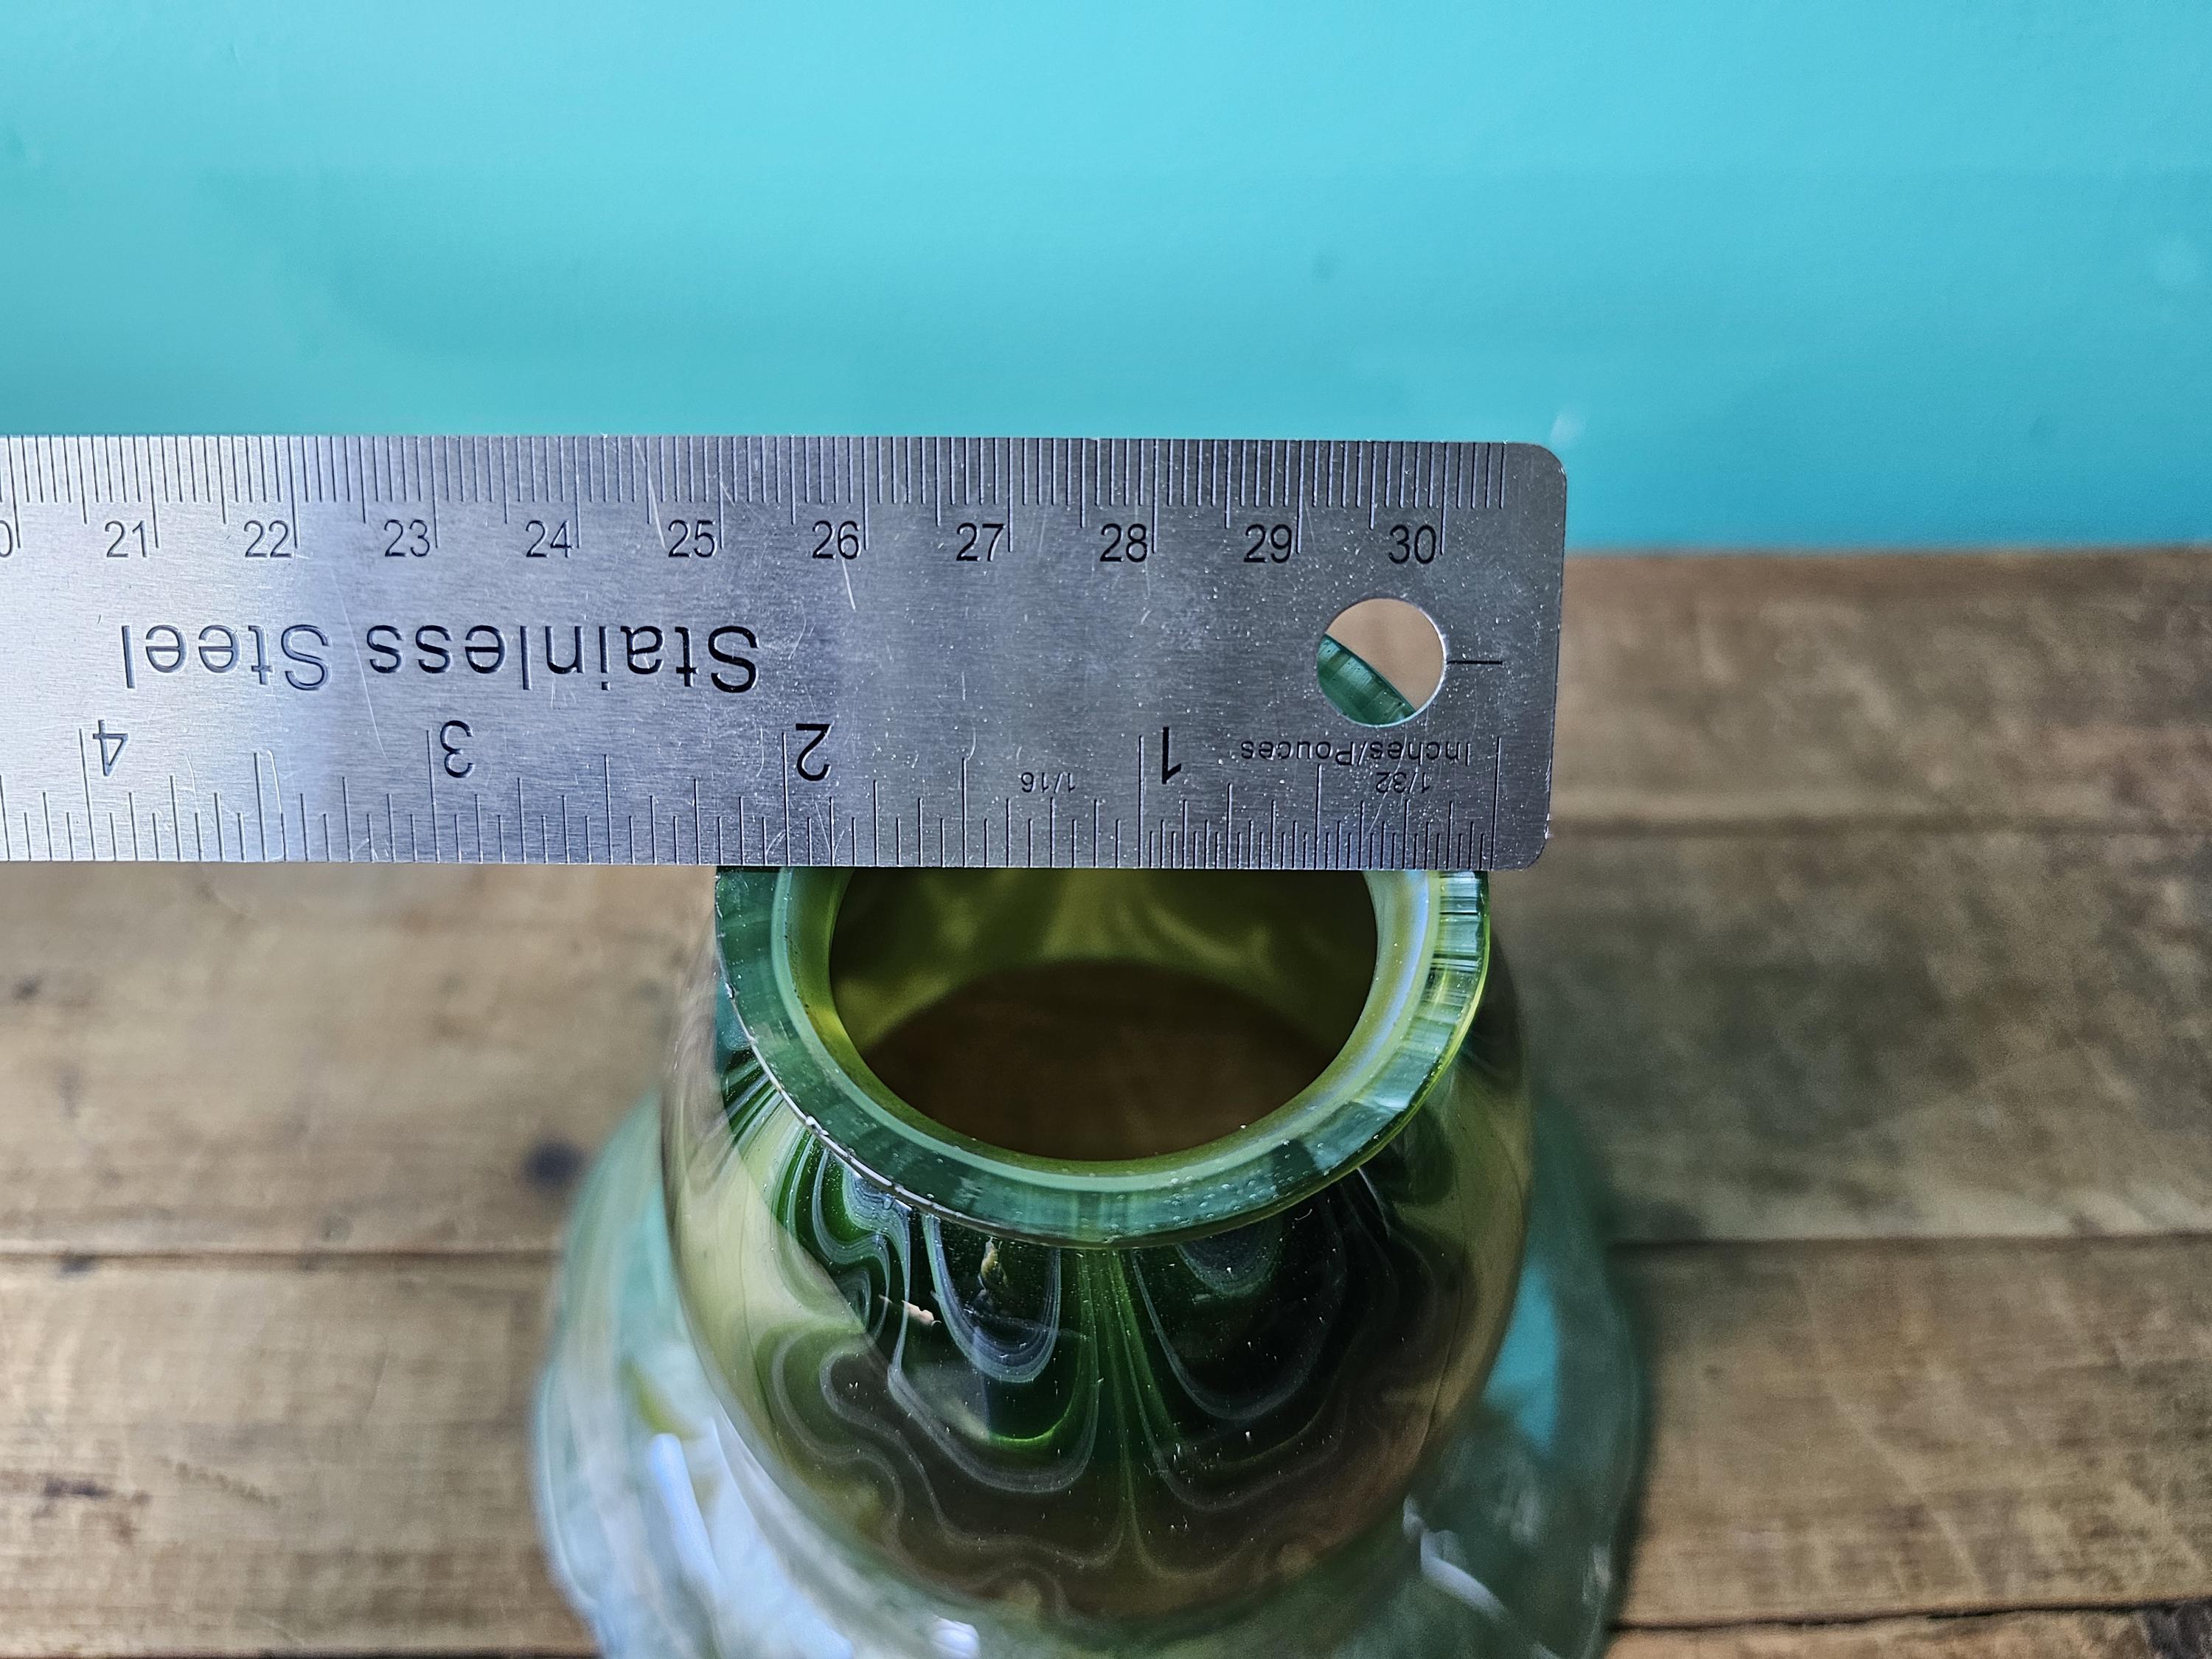 0 21 22 23 24 25 26 27 28 29 30
Stainless Steel
Inches/Pouces 1 2 3 4
1/32 1/16